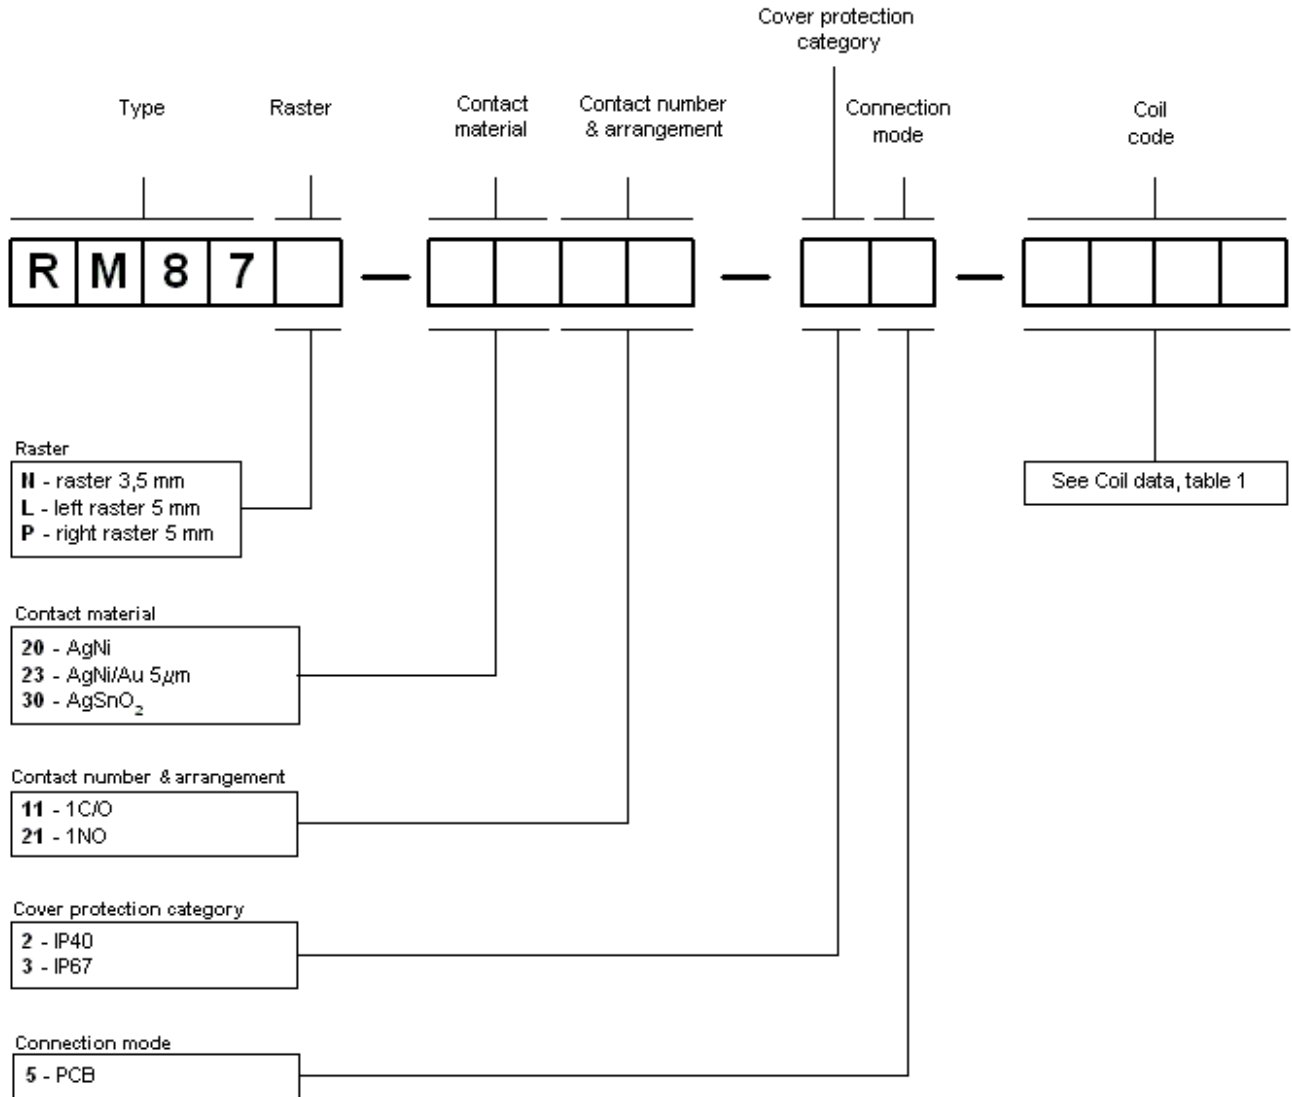 Cover protection
category
Type
Raster
Contact
material
Contact number
& arrangement
Connection
mode
Coil
code
R M 8 7 — — —
Raster
N - raster 3,5 mm
L - left raster 5 mm
P - right raster 5 mm
See Coil data, table 1
Contact material
20 - AgNi
23 - AgNi/Au 5μm
30 - AgSnO₂
Contact number & arrangement
11 - 1C/O
21 - 1NO
Cover protection category
2 - IP40
3 - IP67
Connection mode
5 - PCB